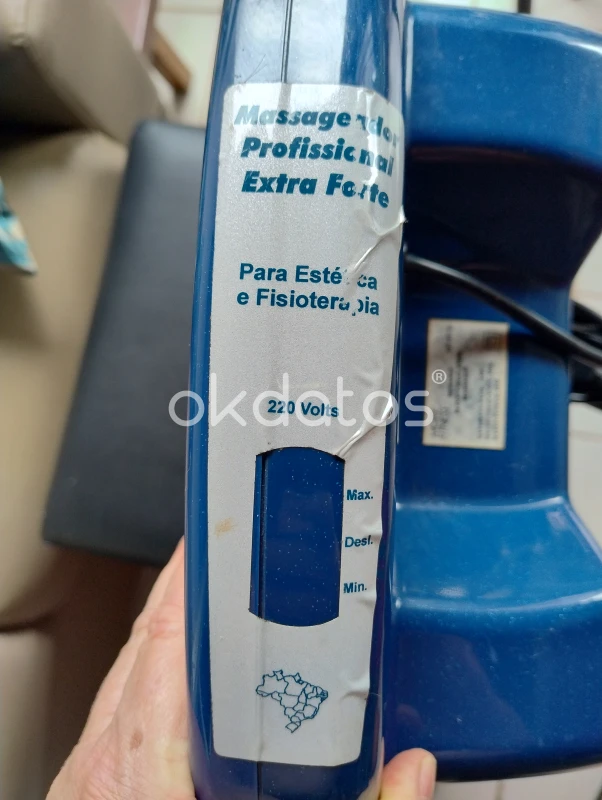 Massageador
Profissional
Extra Forte
Para Estética
e Fisioterapia
okdatos®
220 Volts
Max.
Desl.
Min.